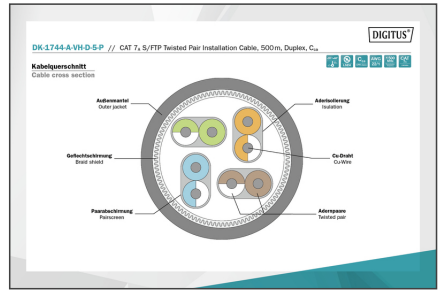 DIGITUS®
DK-1744-A-VH-D-5-P // CAT 7A S/FTP Twisted Pair Installation Cable, 500 m, Duplex, Cca
Kabelquerschnitt
Cable cross section
Außenmantel
Outer jacket
Aderisolierung
Insulation
Geflechtschirmung
Braid shield
Cu-Draht
Cu-Wire
Paarabschirmung
Pairscreen
Adernpaare
Twisted pair